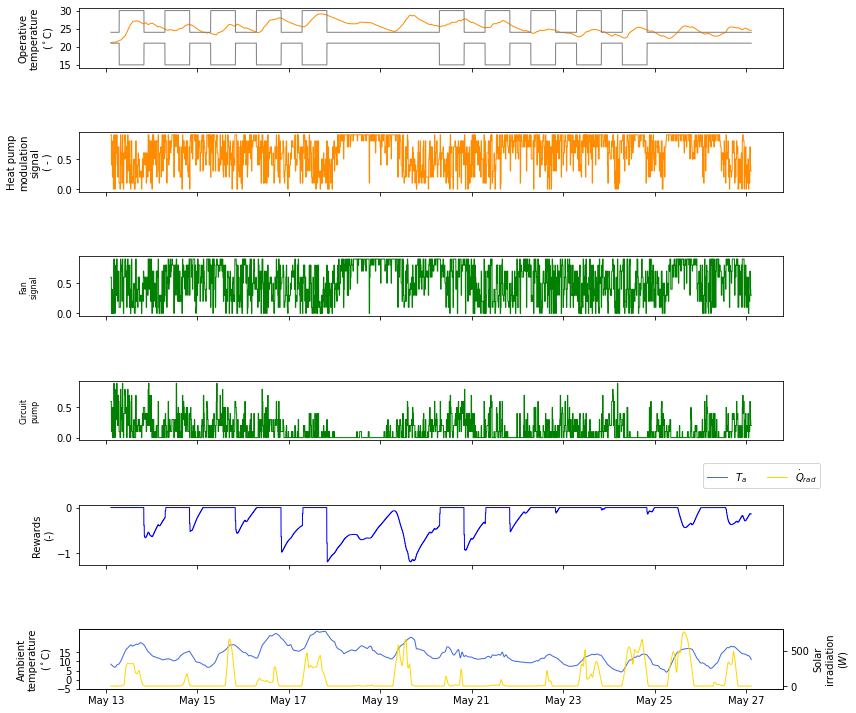 Operative
temperature
(°C)
30
25
20
15
Heat pump
modulation
signal
( - )
0.5
0.0
Fan
signal
0.5
0.0
Circuit
pump
0.5
0.0
T_a Q̇_rad
Rewards
(-)
0
−1
Ambient
temperature
(°C)
15
10
5
0
−5
500
0
Solar
irradiation
(W)
May 13 May 15 May 17 May 19 May 21 May 23 May 25 May 27